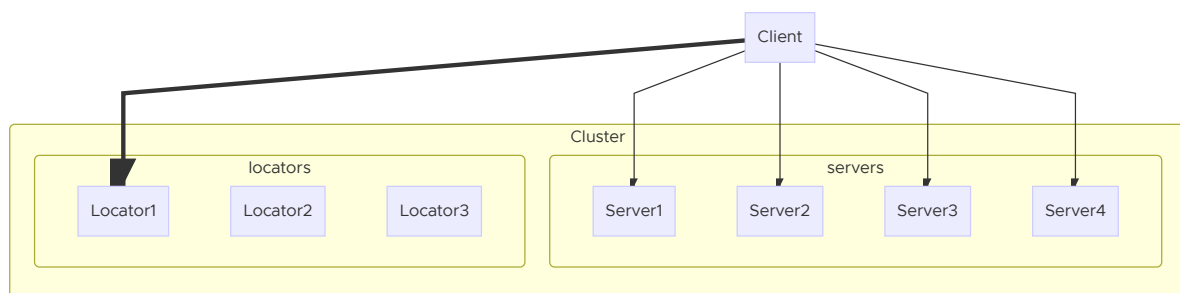 Client
Cluster
locators
servers
Locator1
Locator2
Locator3
Server1
Server2
Server3
Server4